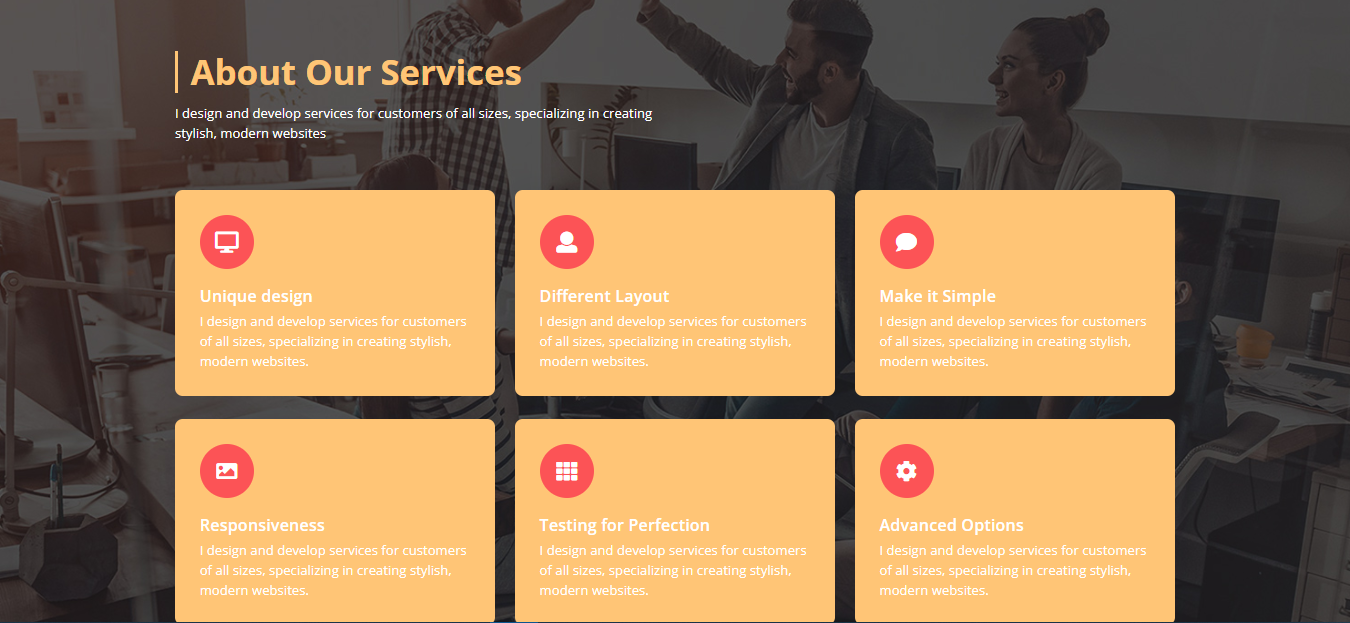 About Our Services
I design and develop services for customers of all sizes, specializing in creating
stylish, modern websites
Unique design
I design and develop services for customers
of all sizes, specializing in creating stylish,
modern websites.
Different Layout
I design and develop services for customers
of all sizes, specializing in creating stylish,
modern websites.
Make it Simple
I design and develop services for customers
of all sizes, specializing in creating stylish,
modern websites.
Responsiveness
I design and develop services for customers
of all sizes, specializing in creating stylish,
modern websites.
Testing for Perfection
I design and develop services for customers
of all sizes, specializing in creating stylish,
modern websites.
Advanced Options
I design and develop services for customers
of all sizes, specializing in creating stylish,
modern websites.